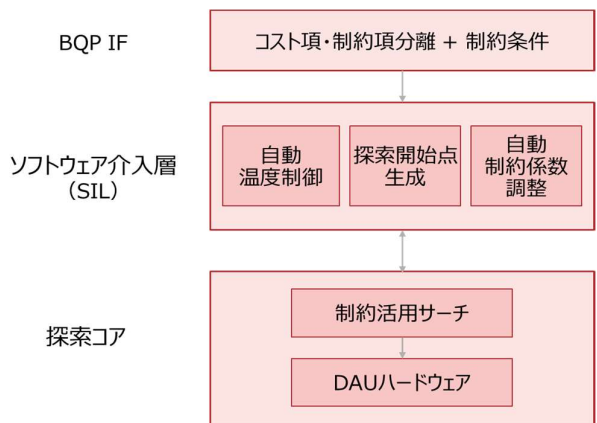 BQP IF
コスト項・制約項分離 + 制約条件
ソフトウェア介入層
(SIL)
自動
温度制御
探索開始点
生成
自動
制約係数
調整
探索コア
制約活用サーチ
DAUハードウェア